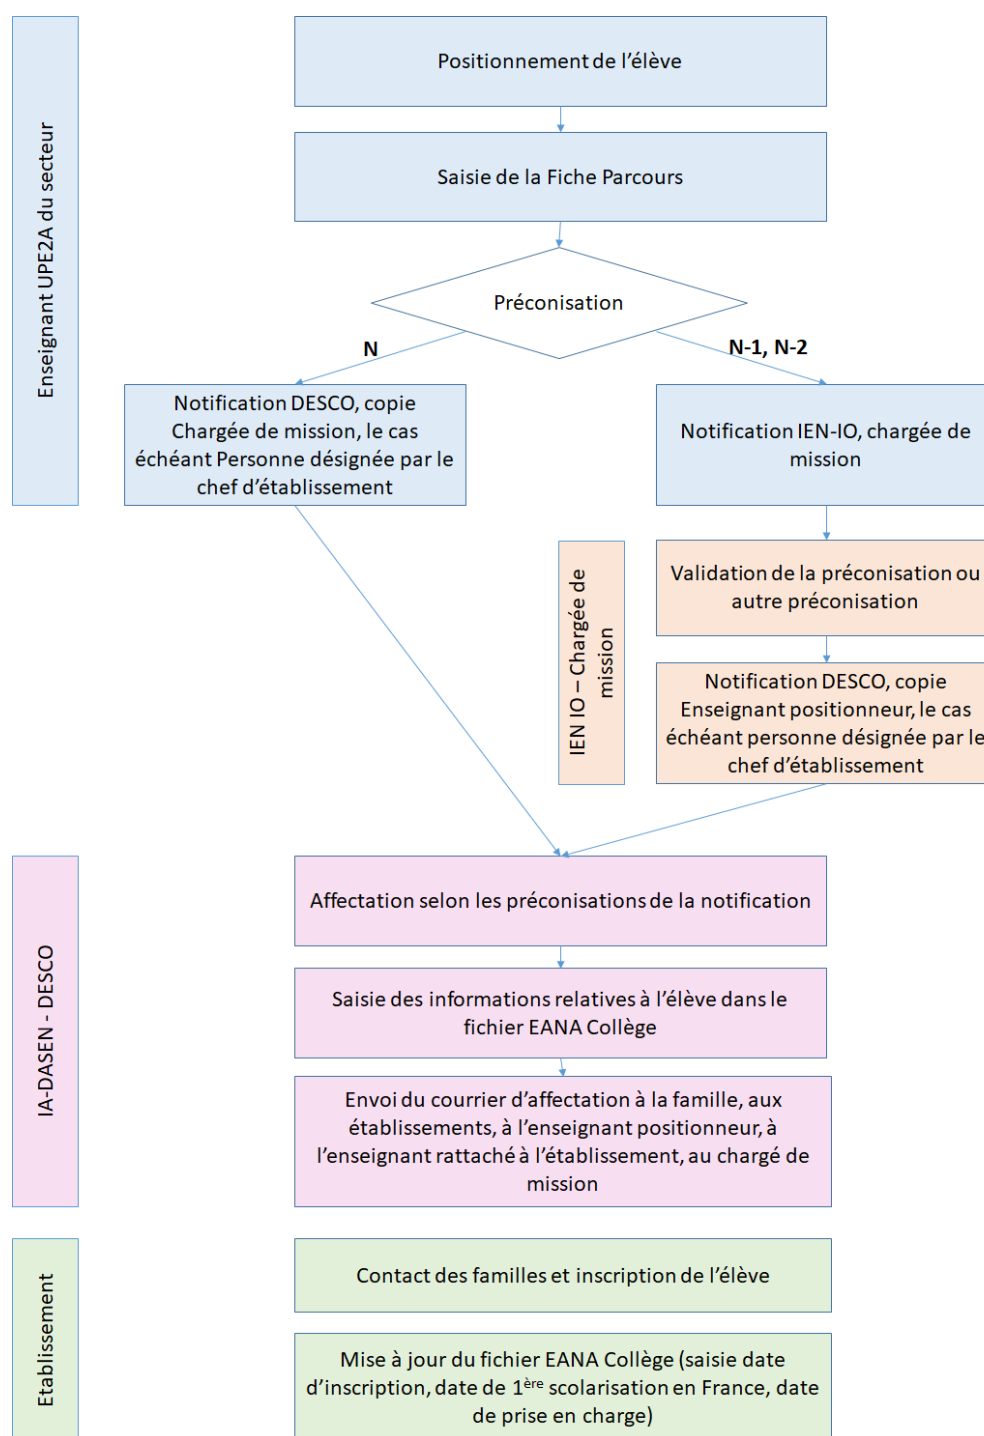 Enseignant UPE2A du secteur
Positionnement de l’élève
Saisie de la Fiche Parcours
Préconisation
N
N-1, N-2
Notification DESCO, copie
Chargée de mission, le cas
échéant Personne désignée par le
chef d’établissement
Notification IEN-IO, chargée de
mission
IEN IO – Chargée de
mission
Validation de la préconisation ou
autre préconisation
Notification DESCO, copie
Enseignant positionneur, le cas
échéant personne désignée par le
chef d’établissement
IA-DASEN - DESCO
Affectation selon les préconisations de la notification
Saisie des informations relatives à l’élève dans le
fichier EANA Collège
Envoi du courrier d’affectation à la famille, aux
établissements, à l’enseignant positionneur, à
l’enseignant rattaché à l’établissement, au chargé de
mission
Etablissement
Contact des familles et inscription de l’élève
Mise à jour du fichier EANA Collège (saisie date
d’inscription, date de 1ère scolarisation en France, date
de prise en charge)